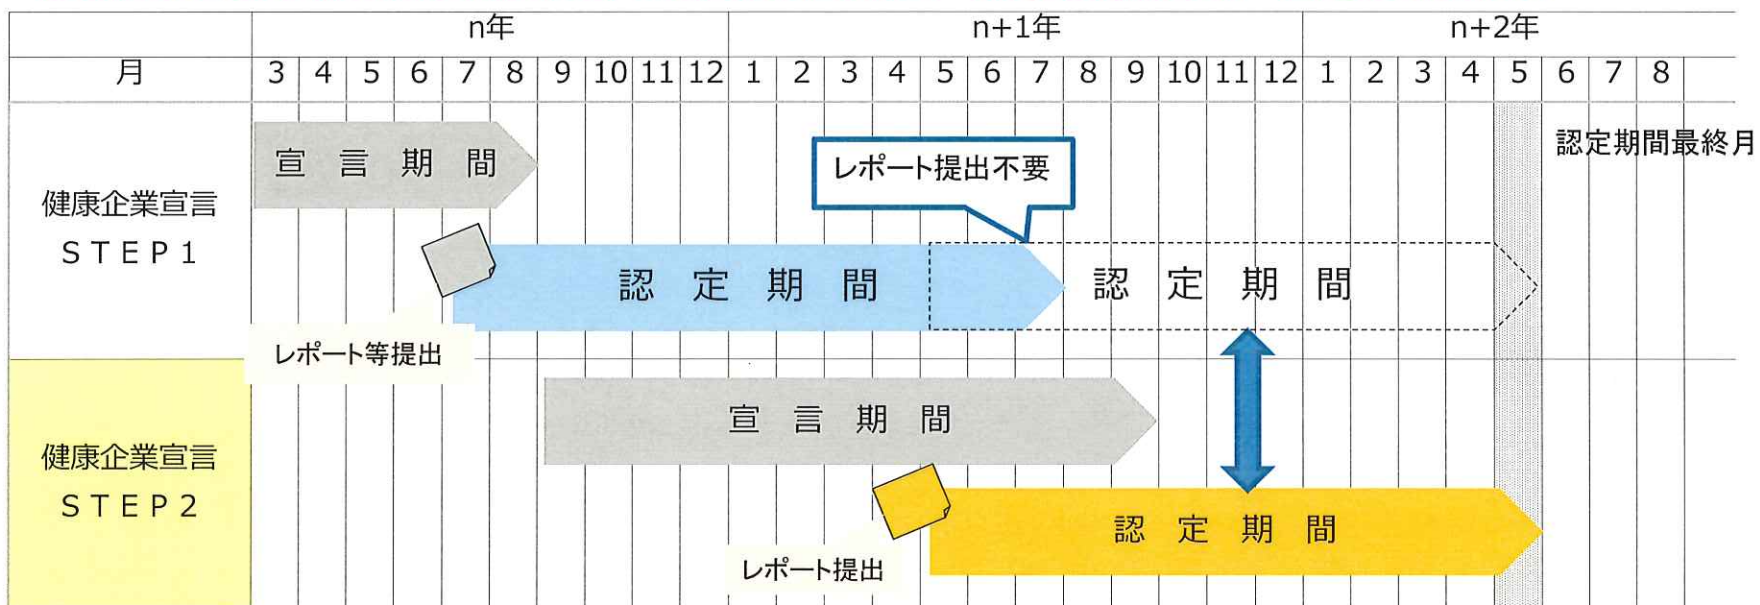 n年 n+1年 n+2年
月 3 4 5 6 7 8 9 10 11 12 1 2 3 4 5 6 7 8 9 10 11 12 1 2 3 4 5 6 7 8
宣言期間
レポート提出不要
認定期間最終月
健康企業宣言
STEP1
認定期間
認定期間
レポート等提出
宣言期間
健康企業宣言
STEP2
認定期間
レポート提出